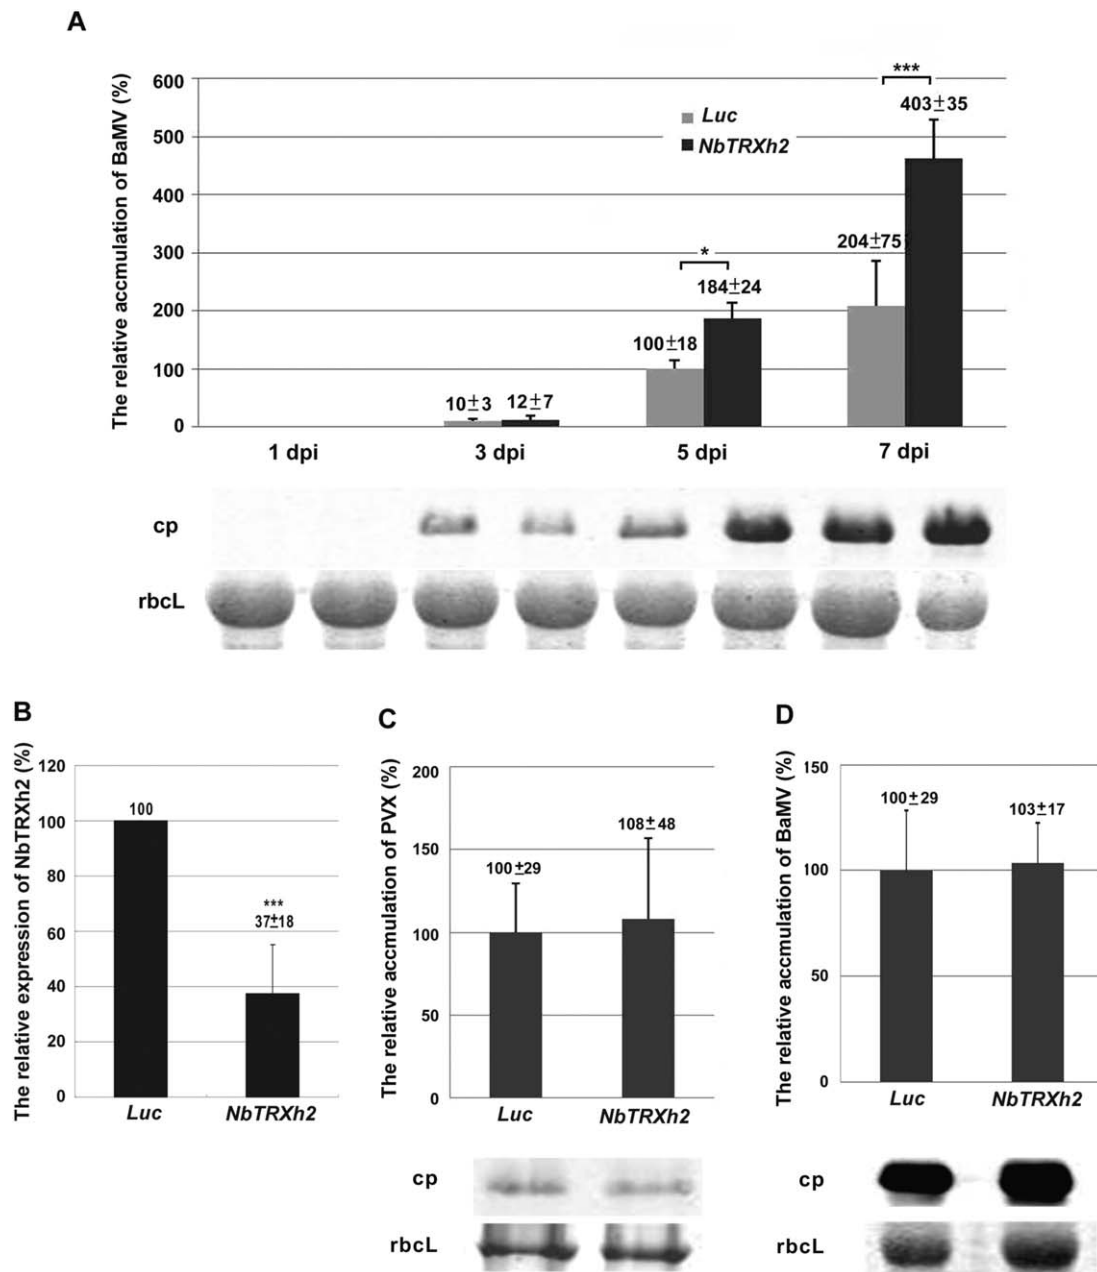 A
The relative accmulation of BaMV (%)
600
500
400
300
200
100
0
Luc
NbTRXh2
10±3
12±7
100±18
*
184±24
204±75
***
403±35
1 dpi
3 dpi
5 dpi
7 dpi
cp
rbcL
B
The relative expression of NbTRXh2 (%)
120
100
80
60
40
20
0
100
***
37±18
Luc
NbTRXh2
C
The relative accmulation of PVX (%)
200
150
100
50
0
100±29
108±48
Luc
NbTRXh2
cp
rbcL
D
The relative accmulation of BaMV (%)
150
100
50
0
100±29
103±17
Luc
NbTRXh2
cp
rbcL